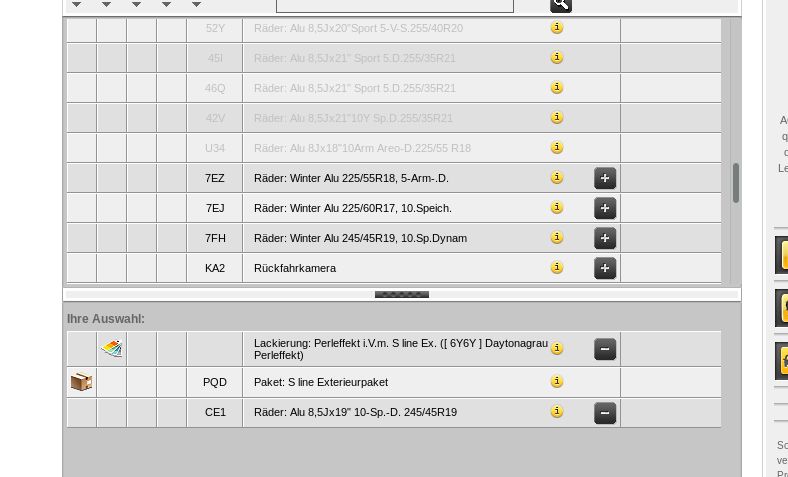 52Y Räder: Alu 8,5Jx20"Sport 5-V-S.255/40R20
45I Räder: Alu 8,5Jx21" Sport 5.D.255/35R21
46Q Räder: Alu 8,5Jx21" Sport 5.D.255/35R21
42V Räder: Alu 8,5Jx21"10Y Sp.D.255/35R21
U34 Räder: Alu 8Jx18"10Arm Areo-D.225/55 R18
7EZ Räder: Winter Alu 225/55R18, 5-Arm-.D.
7EJ Räder: Winter Alu 225/60R17, 10.Speich.
7FH Räder: Winter Alu 245/45R19, 10.Sp.Dynam
KA2 Rückfahrkamera
Ihre Auswahl:
Lackierung: Perleffekt i.V.m. S line Ex. ([ 6Y6Y ] Daytonagrau
Perleffekt)
PQD Paket: S line Exterieurpaket
CE1 Räder: Alu 8,5Jx19" 10-Sp.-D. 245/45R19